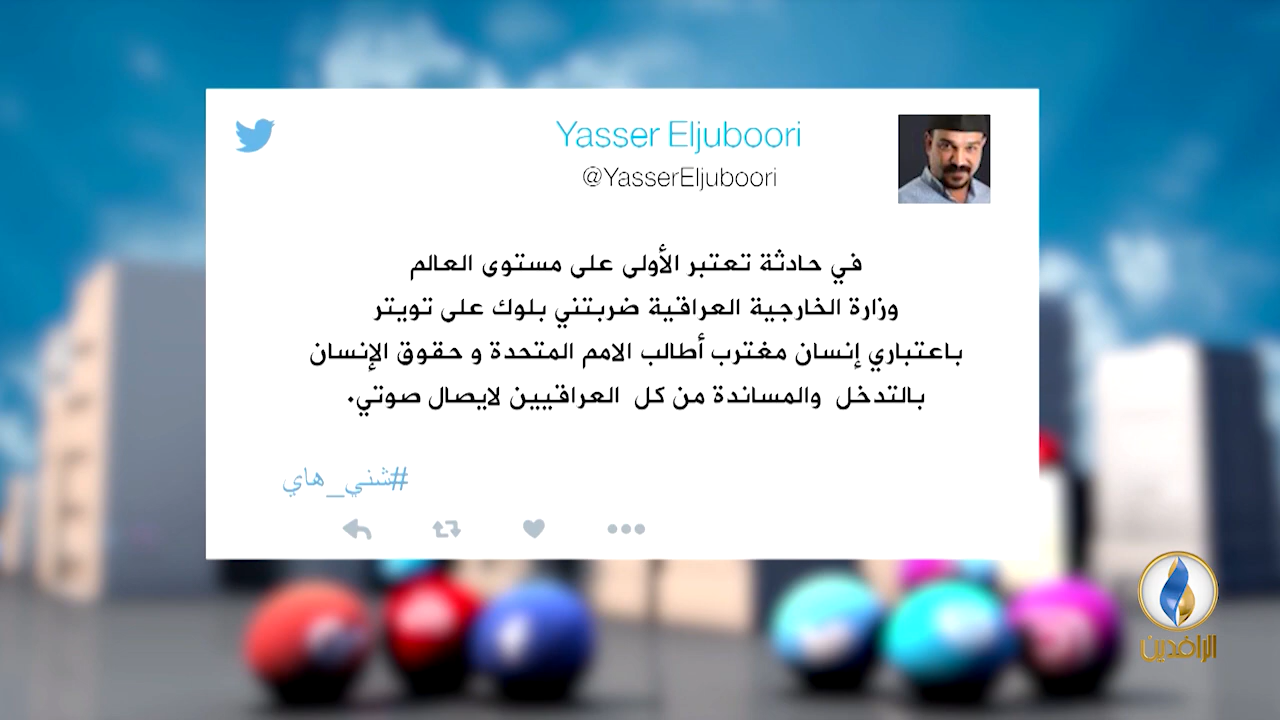 Yasser Eljuboori
@YasserEljuboori
في حادثة تعتبر الأولى على مستوى العالم
وزارة الخارجية العراقية ضربتني بلوك على تويتر
باعتباري إنسان مغترب أطالب الامم المتحدة و حقوق الإنسان
بالتدخل والمساندة من كل العراقيين لايصال صوتي.
#شني_هاي
الرافدين